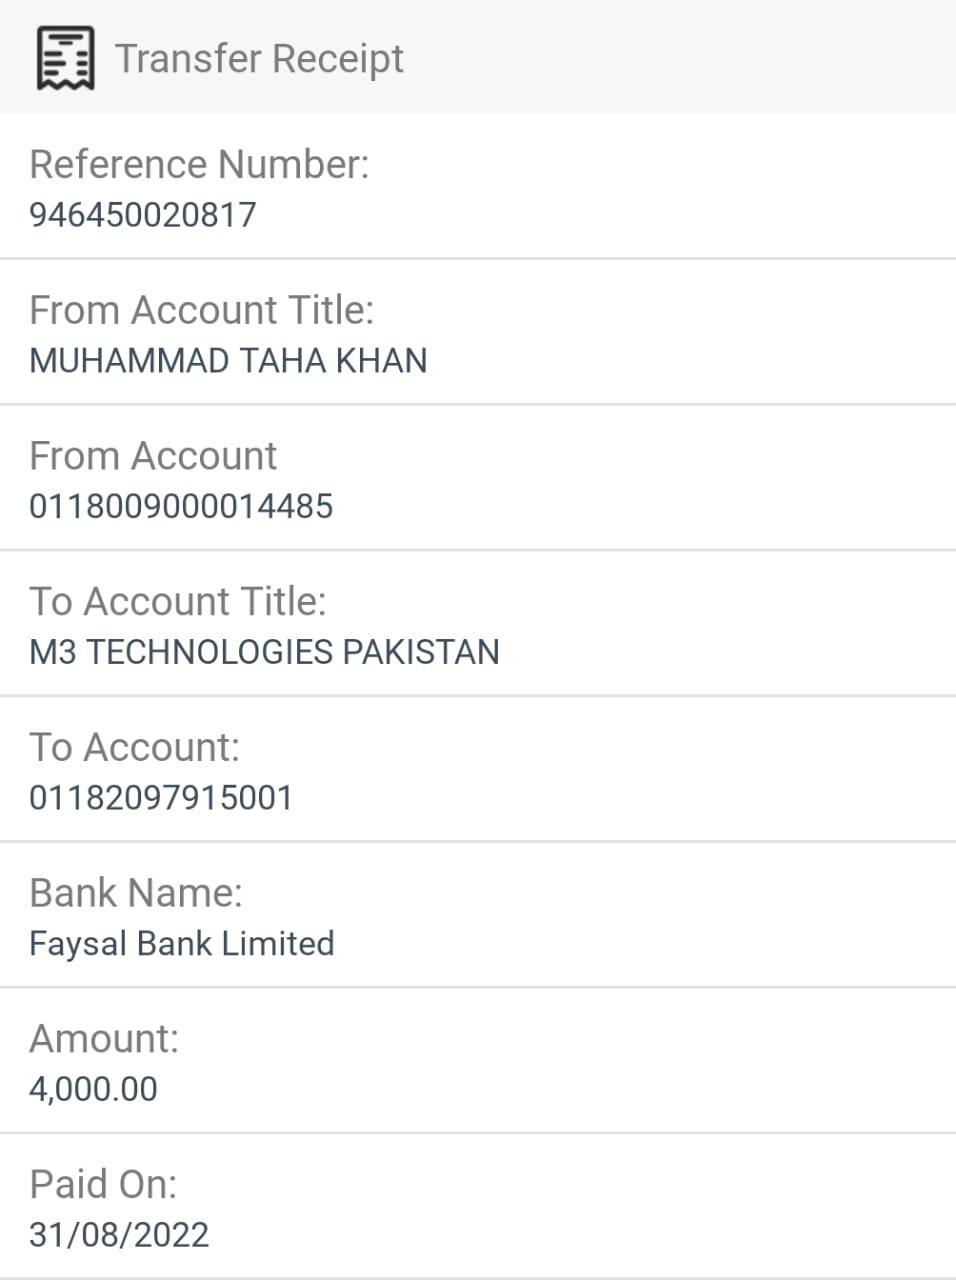 Transfer Receipt
Reference Number:
946450020817
From Account Title:
MUHAMMAD TAHA KHAN
From Account
0118009000014485
To Account Title:
M3 TECHNOLOGIES PAKISTAN
To Account:
01182097915001
Bank Name:
Faysal Bank Limited
Amount:
4,000.00
Paid On:
31/08/2022